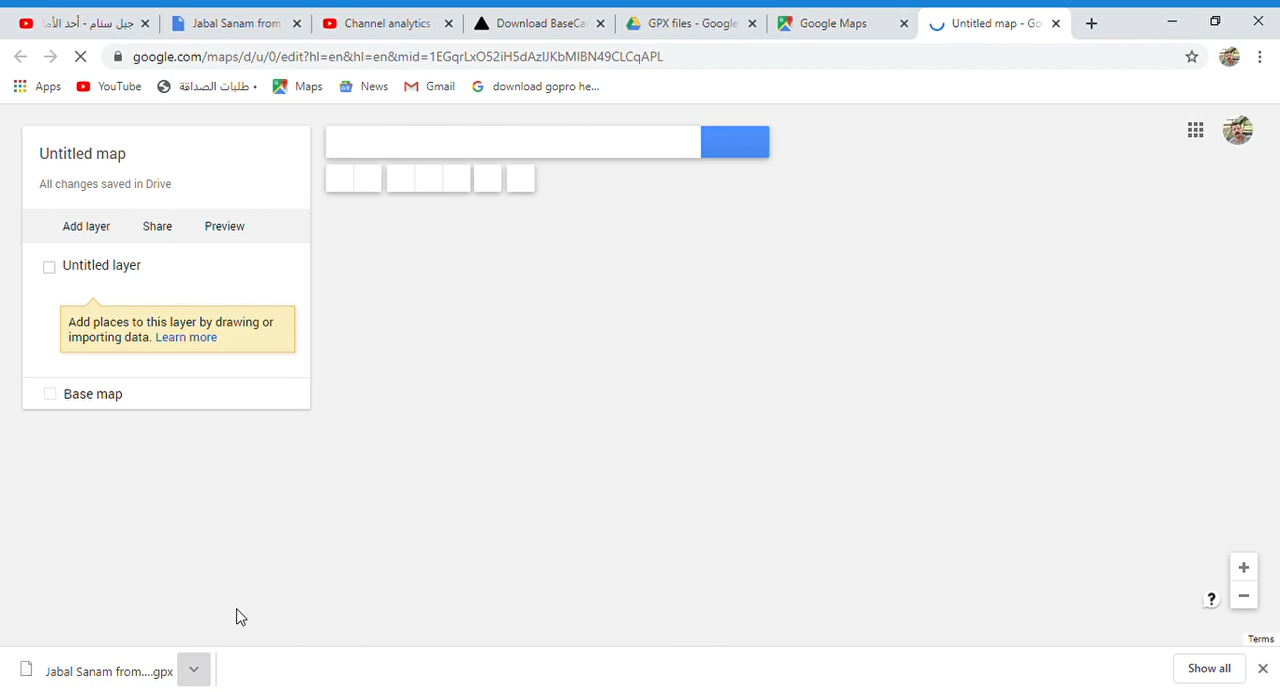 جبل سنام - أحد الأما
Jabal Sanam from
Channel analytics
Download BaseCa
GPX files - Google
Google Maps
Untitled map - Go
google.com/maps/d/u/0/edit?hl=en&hl=en&mid=1EGqrLxO52iH5dAzIJKbMIBN49CLCqAPL
Apps
YouTube
طلبات الصداقة •
Maps
News
Gmail
download gopro he...
Untitled map
All changes saved in Drive
Add layer
Share
Preview
Untitled layer
Add places to this layer by drawing or
importing data. Learn more
Base map
Terms
Jabal Sanam from....gpx
Show all